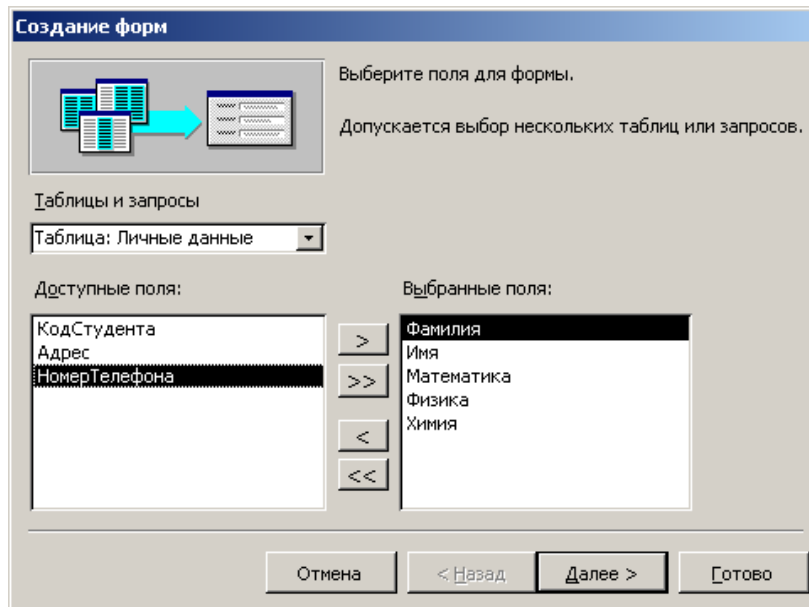 Создание форм
Выберите поля для формы.
Допускается выбор нескольких таблиц или запросов.
Таблицы и запросы
Таблица: Личные данные
Доступные поля:
Выбранные поля:
КодСтудента
Адрес
НомерТелефона
>
>>
<
<<
Фамилия
Имя
Математика
Физика
Химия
Отмена
< Назад
Далее >
Готово